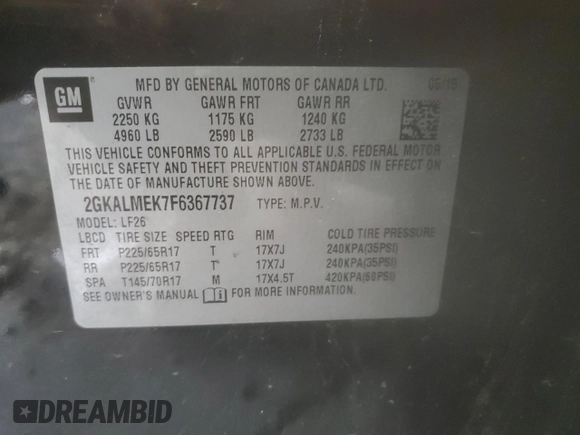 GM
MFD BY GENERAL MOTORS OF CANADA LTD. 05/15
GVWR GAWR FRT GAWR RR
2250 KG 1175 KG 1240 KG
4960 LB 2590 LB 2733 LB
THIS VEHICLE CONFORMS TO ALL APPLICABLE U.S. FEDERAL MOTOR
VEHICLE SAFETY AND THEFT PREVENTION STANDARDS IN EFFECT ON
THE DATE OF MANUFACTURE SHOWN ABOVE.
2GKALMEK7F6367737 TYPE: M.P.V.
MODEL: LF26
LBCD TIRE SIZE SPEED RTG RIM COLD TIRE PRESSURE
FRT P225/65R17 T 17X7J 240KPA(35PSI)
RR P225/65R17 T 17X7J 240KPA(35PSI)
SPA T145/70R17 M 17X4.5T 420KPA(60PSI)
SEE OWNER'S MANUAL FOR MORE INFORMATION.
DREAMBID